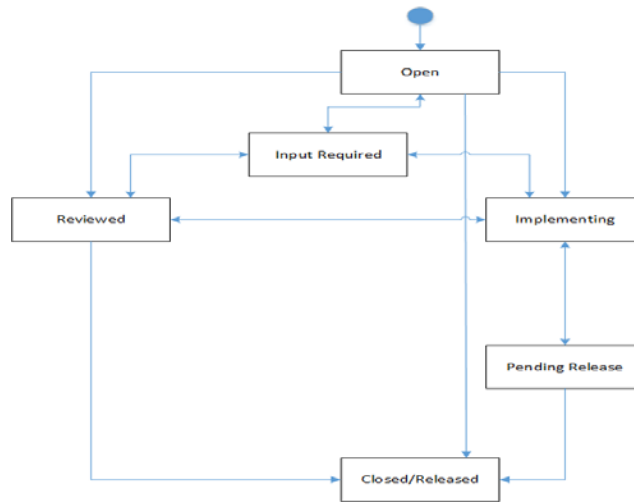 Open
Input Required
Reviewed
Implementing
Pending Release
Closed/Released